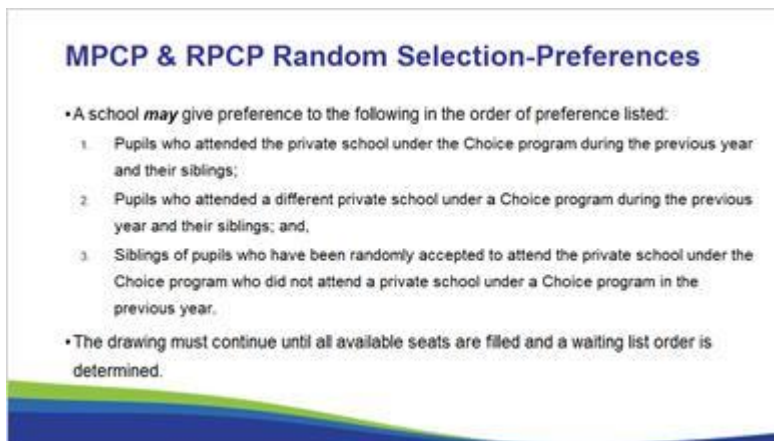 MPCP & RPCP Random Selection-Preferences
•A school may give preference to the following in the order of preference listed:
1. Pupils who attended the private school under the Choice program during the previous year
and their siblings;
2. Pupils who attended a different private school under a Choice program during the previous
year and their siblings; and,
3. Siblings of pupils who have been randomly accepted to attend the private school under the
Choice program who did not attend a private school under a Choice program in the
previous year.
•The drawing must continue until all available seats are filled and a waiting list order is
determined.